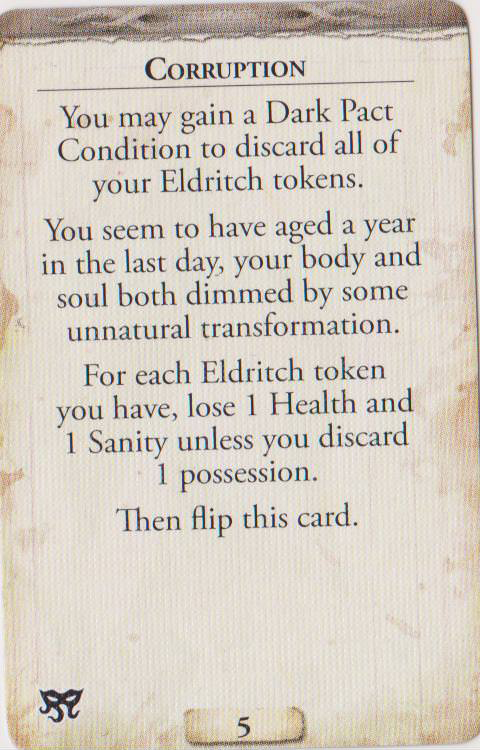 CORRUPTION
You may gain a Dark Pact
Condition to discard all of
your Eldritch tokens.
You seem to have aged a year
in the last day, your body and
soul both dimmed by some
unnatural transformation.
For each Eldritch token
you have, lose 1 Health and
1 Sanity unless you discard
1 possession.
Then flip this card.
5